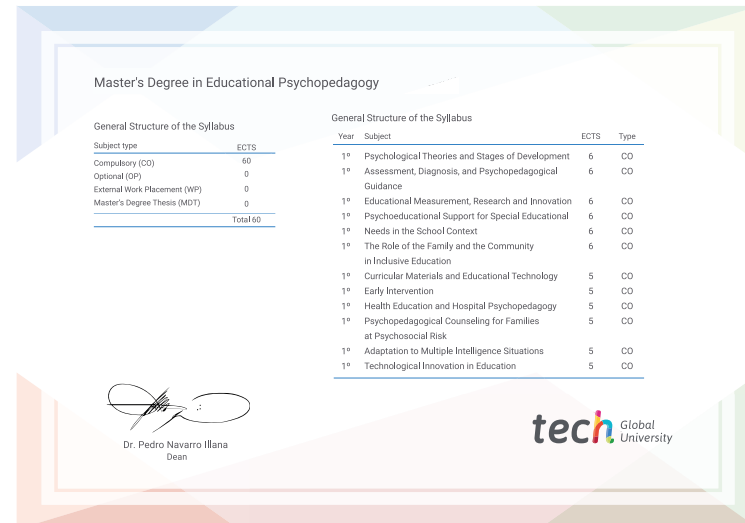 Master's Degree in Educational Psychopedagogy
General Structure of the Syllabus
Subject type ECTS
Compulsory (CO) 60
Optional (OP) 0
External Work Placement (WP) 0
Master's Degree Thesis (MDT) 0
Total 60
General Structure of the Syllabus
Year Subject ECTS Type
1º Psychological Theories and Stages of Development 6 CO
1º Assessment, Diagnosis, and Psychopedagogical 6 CO
Guidance
1º Educational Measurement, Research and Innovation 6 CO
1º Psychoeducational Support for Special Educational 6 CO
1º Needs in the School Context 6 CO
1º The Role of the Family and the Community 6 CO
in Inclusive Education
1º Curricular Materials and Educational Technology 5 CO
1º Early Intervention 5 CO
1º Health Education and Hospital Psychopedagogy 5 CO
1º Psychopedagogical Counseling for Families 5 CO
at Psychosocial Risk
1º Adaptation to Multiple Intelligence Situations 5 CO
1º Technological Innovation in Education 5 CO
Dr. Pedro Navarro Illana
Dean
tech Global
University